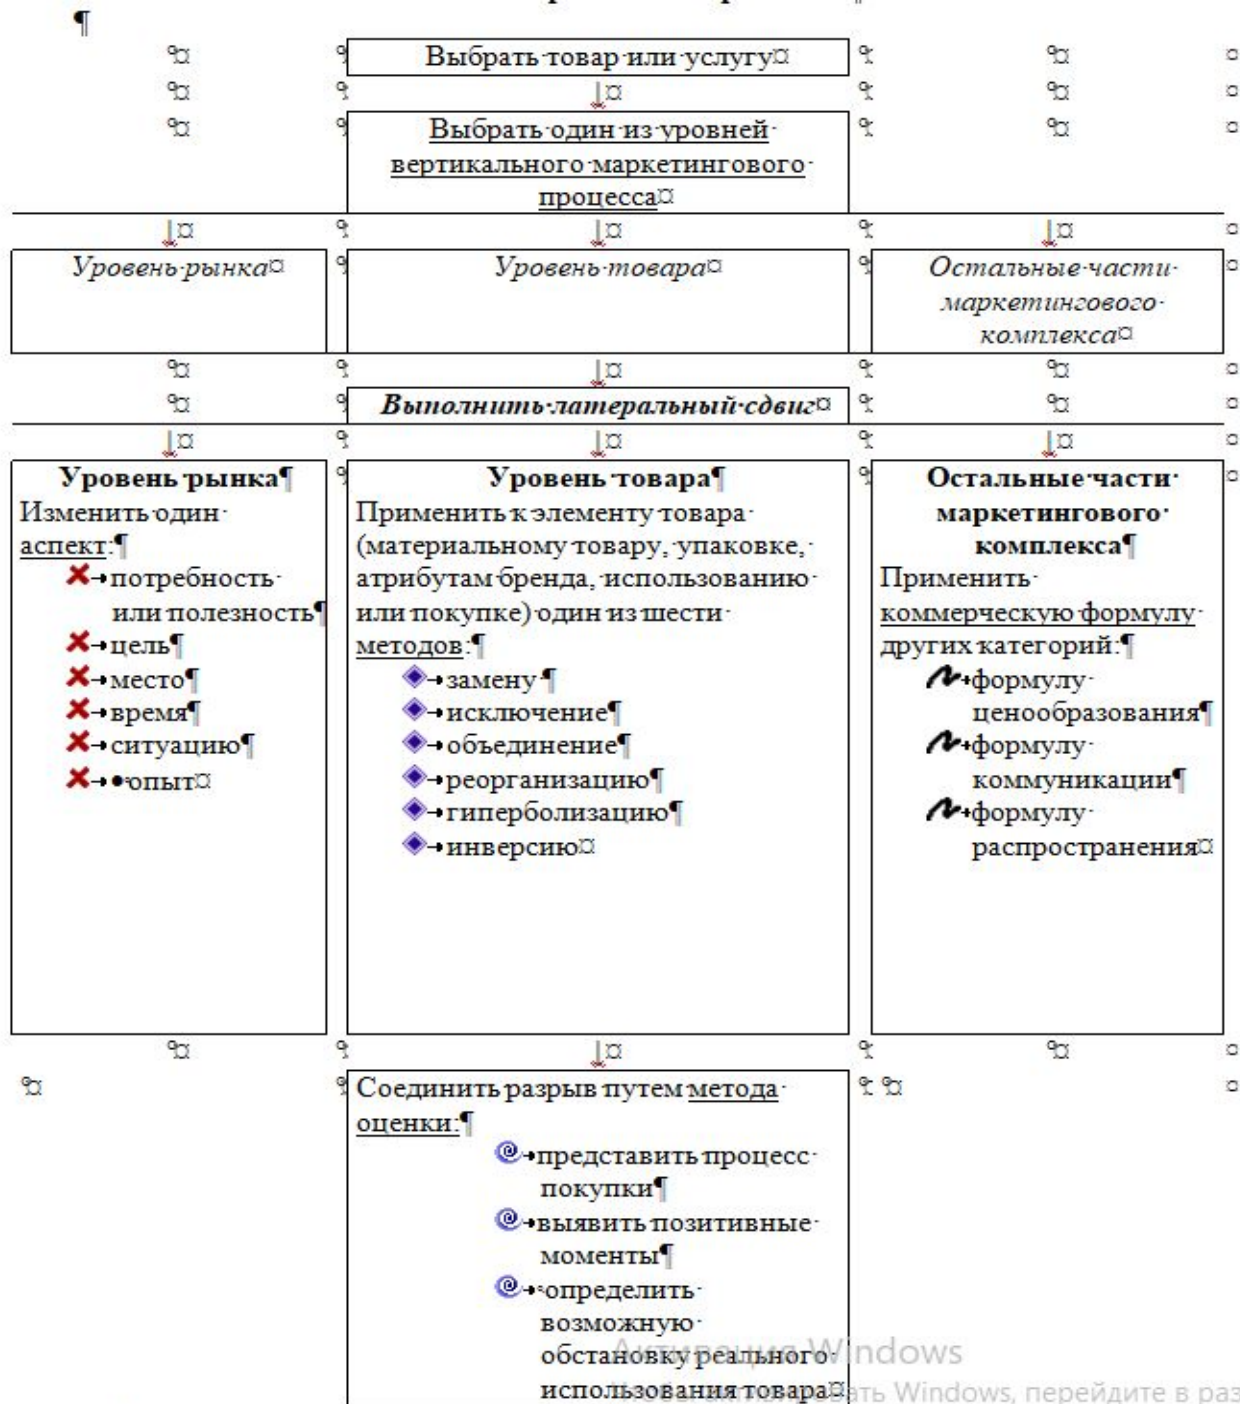 Выбрать товар или услугу
Выбрать один из уровней
вертикального маркетингового
процесса
Уровень рынка
Уровень товара
Остальные части
маркетингового
комплекса
Выполнить латеральный сдвиг
Уровень рынка
Изменить один
аспект:
потребность
или полезность
цель
место
время
ситуацию
опыт
Уровень товара
Применить к элементу товара
(материальному товару, упаковке,
атрибутам бренда, использованию
или покупке) один из шести
методов:
замену
исключение
объединение
реорганизацию
гиперболизацию
инверсию
Остальные части
маркетингового
комплекса
Применить
коммерческую формулу
других категорий:
формулу
ценообразования
формулу
коммуникации
формулу
распространения
Соединить разрыв путем метода
оценки:
представить процесс
покупки
выявить позитивные
моменты
определить
возможную
обстановку реального
использования товара
Активация Windows
Windows, перейдите в раз